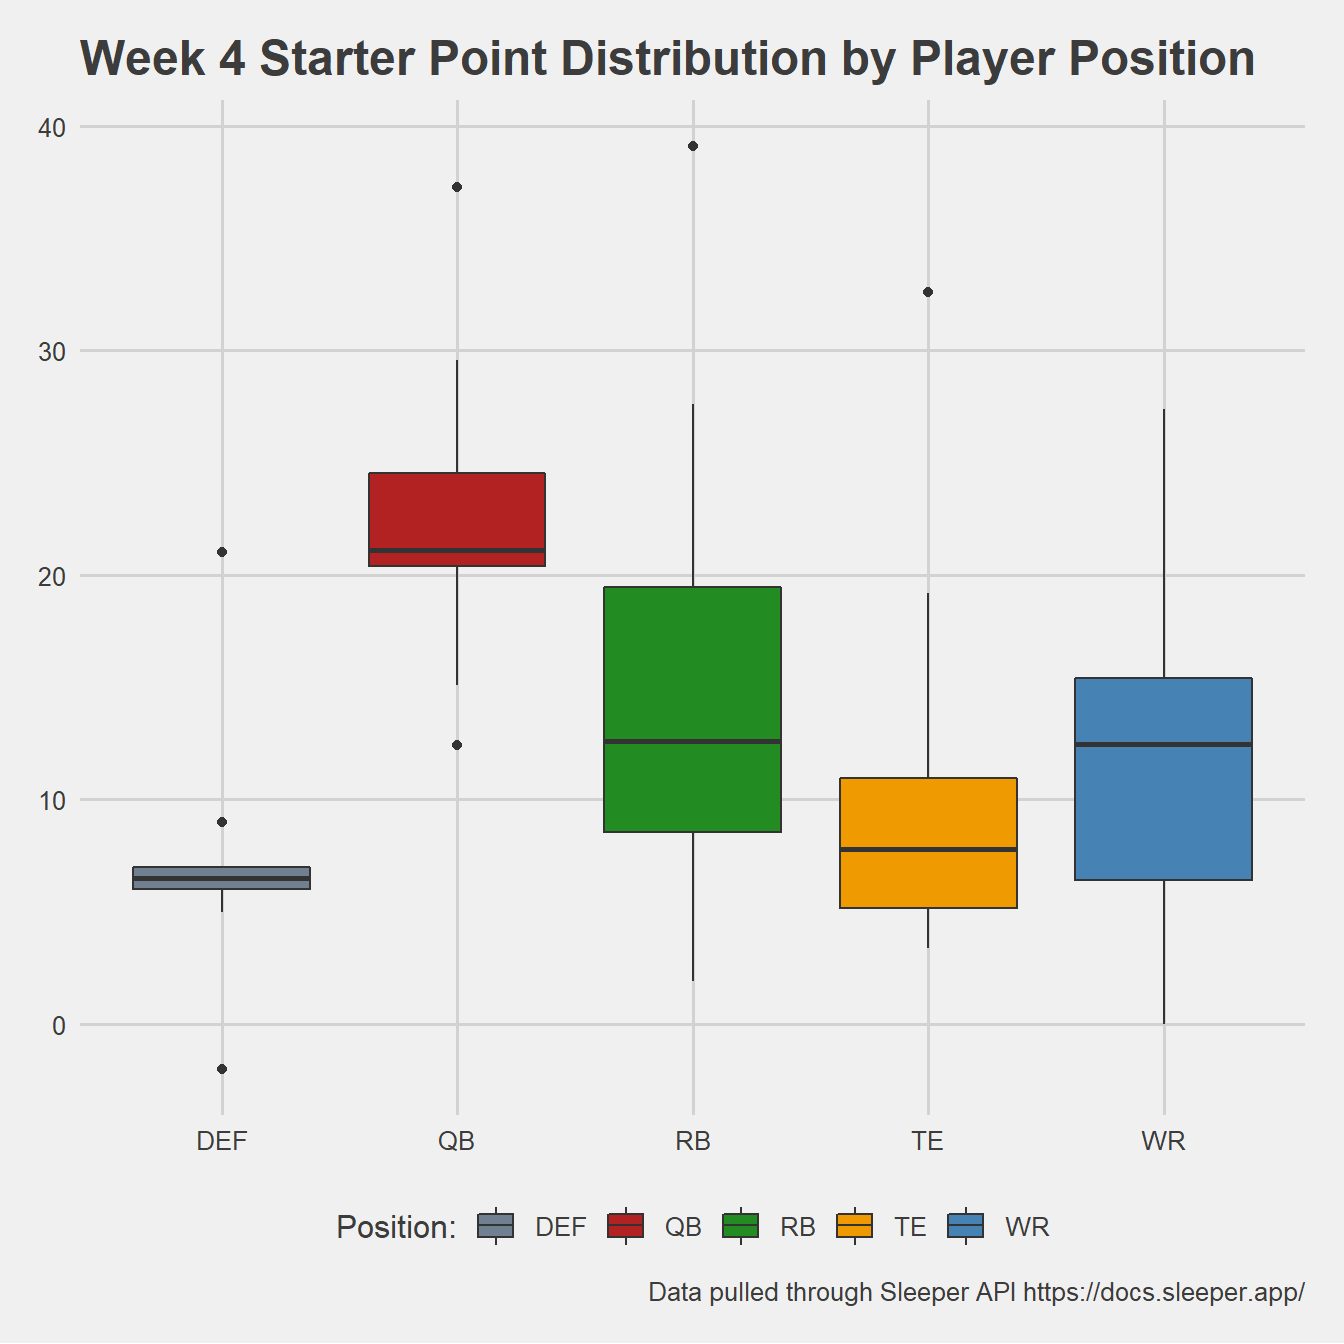 Week 4 Starter Point Distribution by Player Position
40
30
20
10
0
DEF QB RB TE WR
Position: DEF QB RB TE WR
Data pulled through Sleeper API https://docs.sleeper.app/